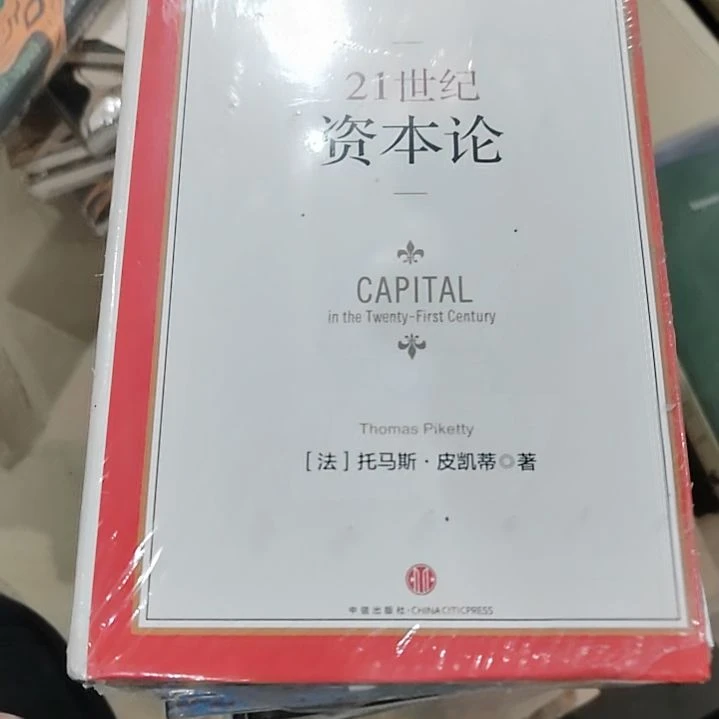 21世纪
资本论
CAPITAL
in the Twenty-First Century
Thomas Piketty
[法]托马斯·皮凯蒂◎著
中信出版社·CHINA CITIC PRESS